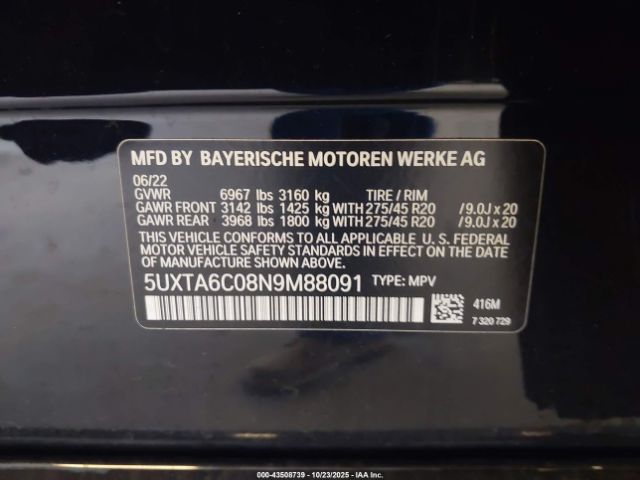 MFD BY BAYERISCHE MOTOREN WERKE AG
06/22
GVWR 6967 lbs 3160 kg TIRE / RIM
GAWR FRONT 3142 lbs 1425 kg WITH 275/45 R20 / 9.0J x 20
GAWR REAR 3968 lbs 1800 kg WITH 275/45 R20 / 9.0J x 20
THIS VEHICLE CONFORMS TO ALL APPLICABLE U. S. FEDERAL
MOTOR VEHICLE SAFETY STANDARDS IN EFFECT ON THE
DATE OF MANUFACTURE SHOWN ABOVE.
5UXTA6C08N9M88091 TYPE: MPV
416M
7 320 729
000-43508739 - 10/23/2025 - IAA Inc.